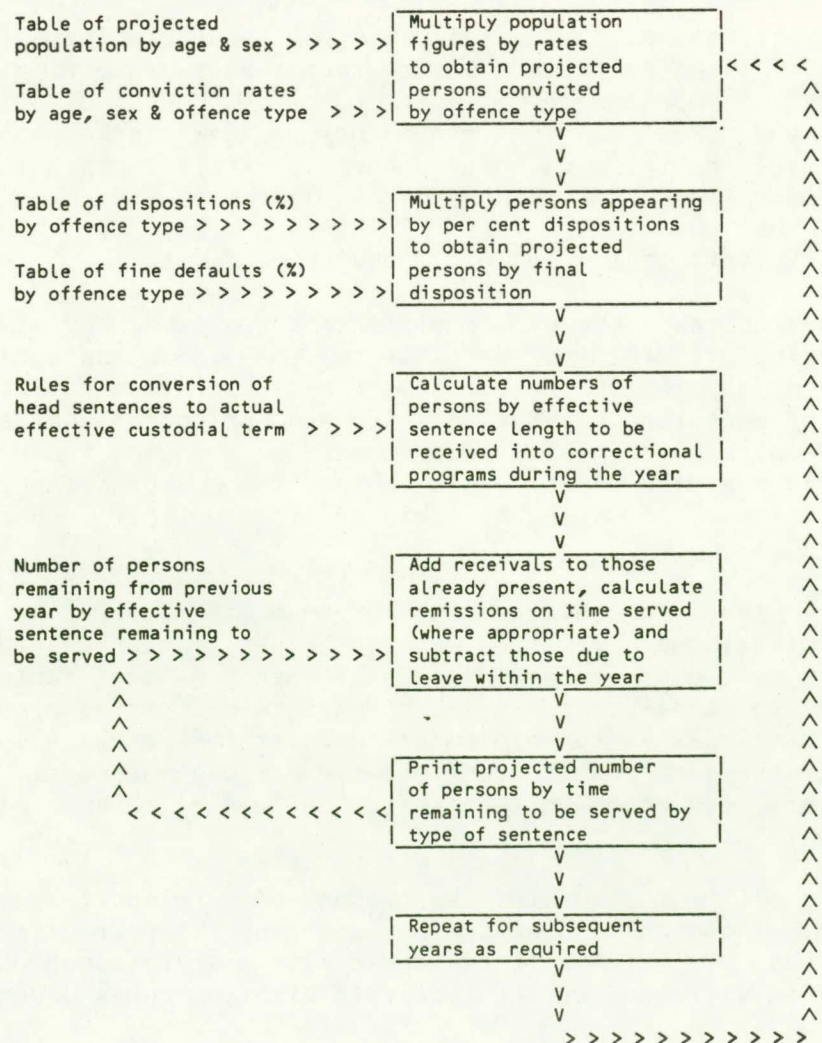 Table of projected
population by age & sex > > > > >
Table of conviction rates
by age, sex & offence type > > >
Multiply population
figures by rates
to obtain projected
persons convicted
by offence type
< < < <
Table of dispositions (%)
by offence type > > > > > > > > >
Table of fine defaults (%)
by offence type > > > > > > > > >
Multiply persons appearing
by per cent dispositions
to obtain projected
persons by final
disposition
Rules for conversion of
head sentences to actual
effective custodial term > > > >
Calculate numbers of
persons by effective
sentence length to be
received into correctional
programs during the year
Number of persons
remaining from previous
year by effective
sentence remaining to
be served > > > > > > > > > > > >
Add receivals to those
already present, calculate
remissions on time served
(where appropriate) and
subtract those due to
leave within the year
Print projected number
of persons by time
remaining to be served by
type of sentence
< < < < < < < < < < < <
Repeat for subsequent
years as required
> > > > > > > > > > >